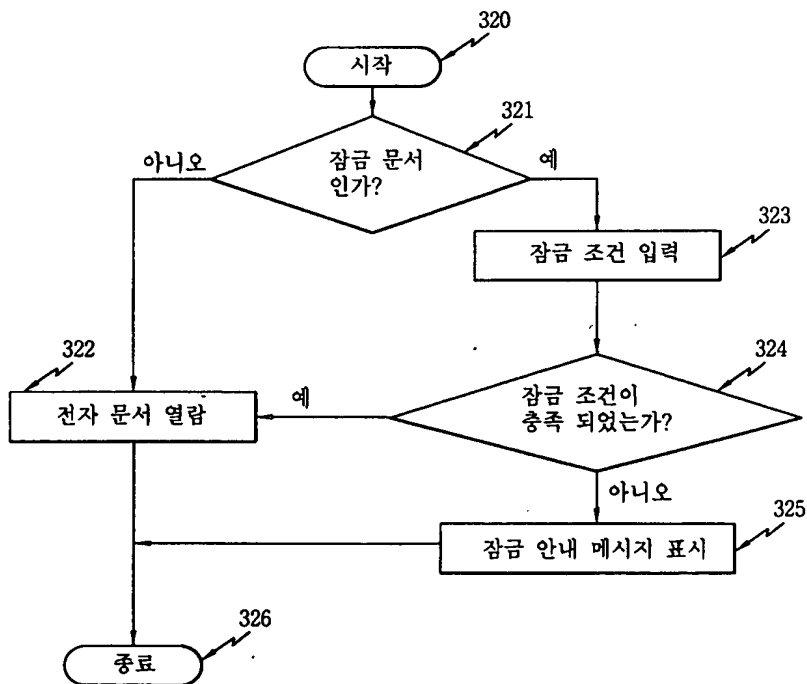 320
시작
321
아니오
잠금 문서
인가?
예
323
잠금 조건 입력
322
324
예
잠금 조건이
충족 되었는가?
전자 문서 열람
아니오
325
잠금 안내 메시지 표시
326
종료